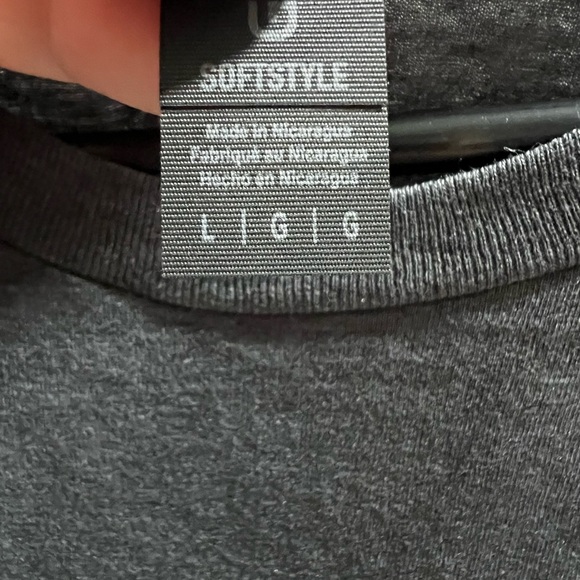 SOFTSTYLE
Made in Nicaragua
Fabriqué au Nicaragua
Hecho en Nicaragua
L | G | G